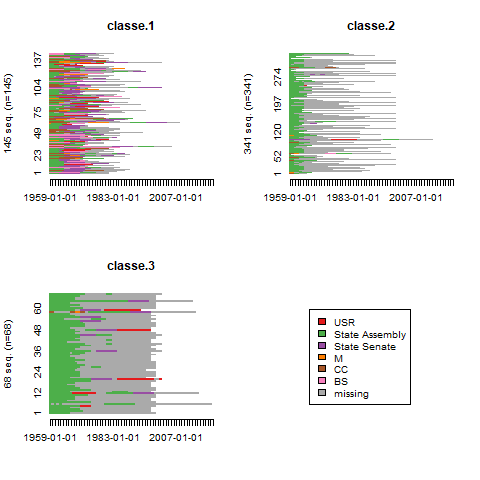 classe.1
145 seq. (n=145)
1 23 49 75 104 137
1959-01-01 1983-01-01 2007-01-01
classe.2
341 seq. (n=341)
1 52 120 197 274
1959-01-01 1983-01-01 2007-01-01
classe.3
68 seq. (n=68)
1 12 24 36 48 60
1959-01-01 1983-01-01 2007-01-01
USR
State Assembly
State Senate
M
CC
BS
missing